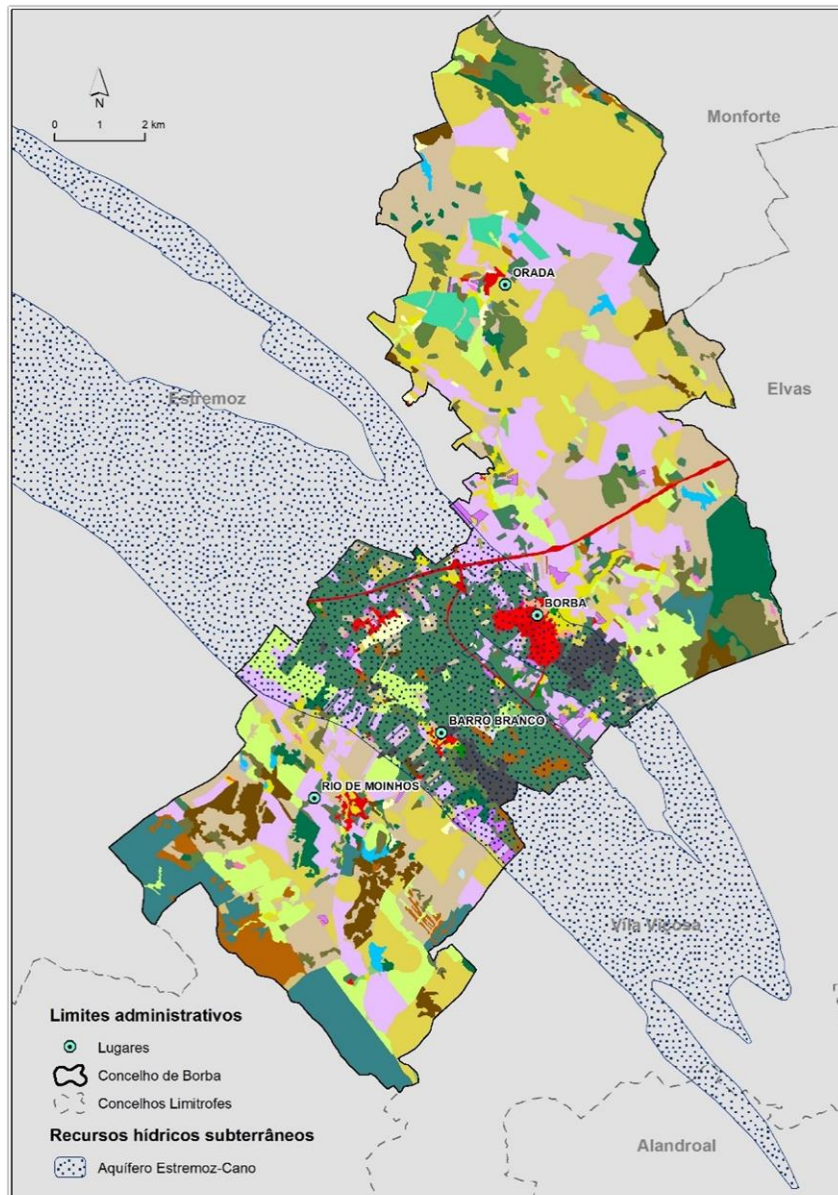 Monforte
N
0 1 2 km
ORADA
Elvas
Estremoz
BORBA
BARRO BRANCO
RIO DE MOINHOS
Vila Viçosa
Limites administrativos
Lugares
Concelho de Borba
Concelhos Limitrofes
Recursos hídricos subterrâneos
Aquífero Estremoz-Cano
Alandroal